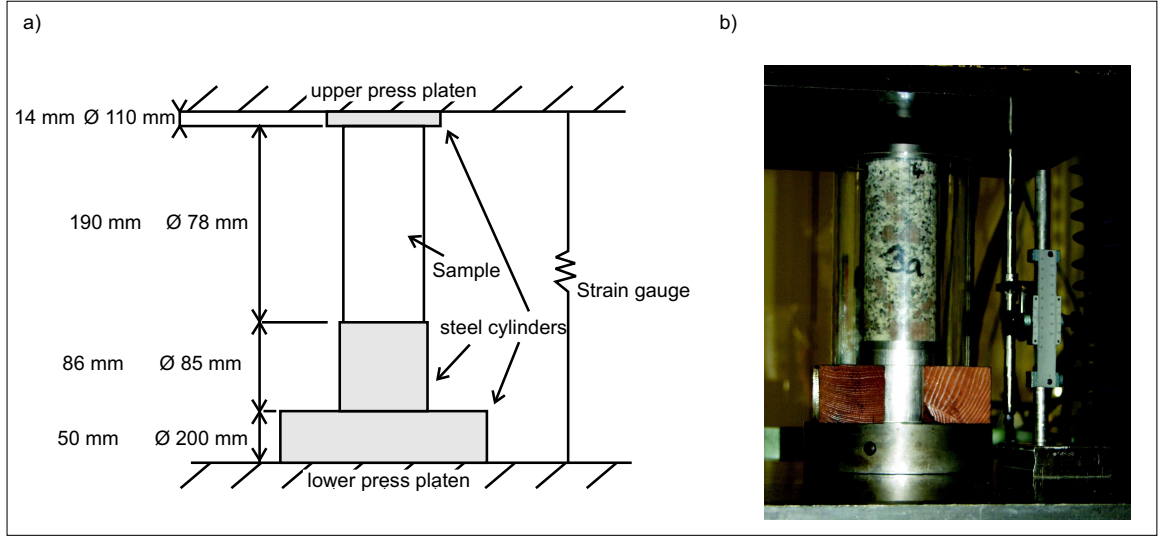 a)
b)
upper press platen
14 mm Ø 110 mm
190 mm Ø 78 mm
Sample
Strain gauge
steel cylinders
86 mm Ø 85 mm
50 mm Ø 200 mm
lower press platen
3a